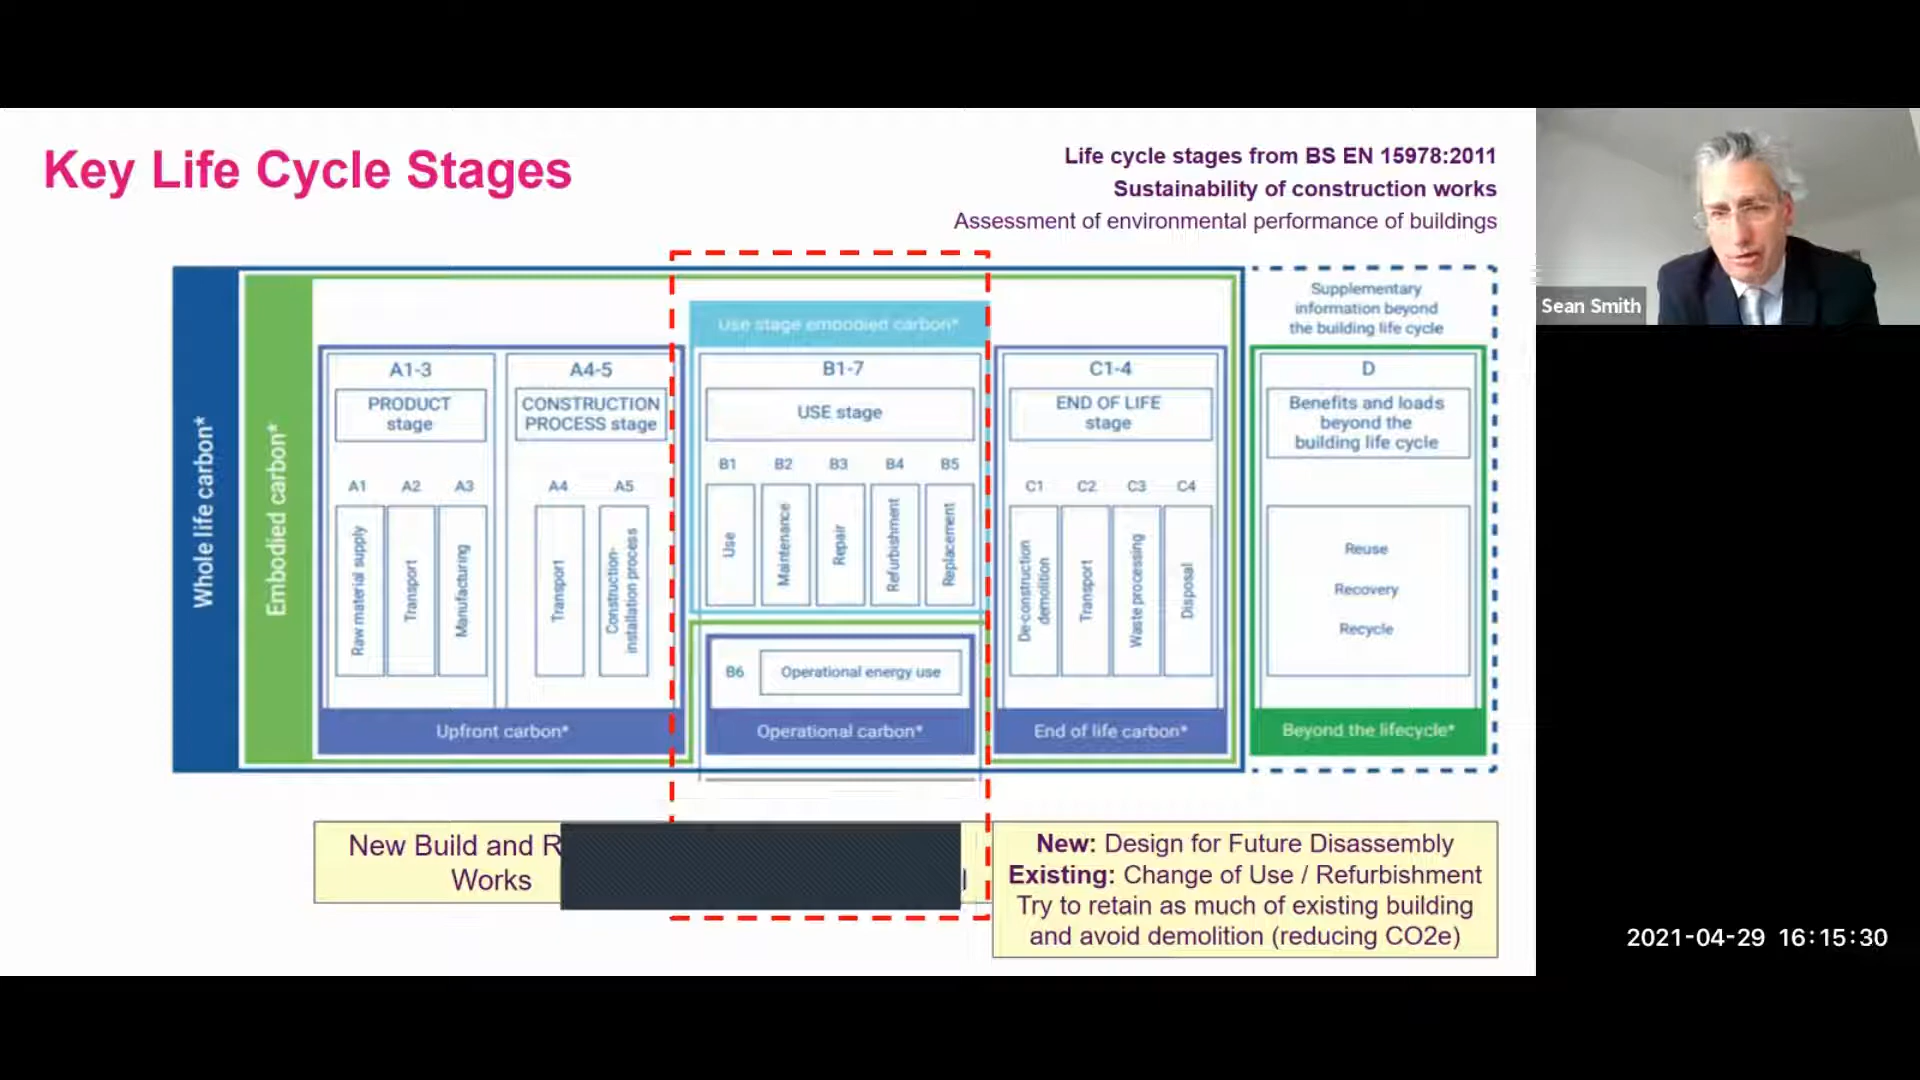 Key Life Cycle Stages
Life cycle stages from BS EN 15978:2011
Sustainability of construction works
Assessment of environmental performance of buildings
Sean Smith
Whole life carbon*
Embodied carbon*
Supplementary
information beyond
the building life cycle
Use stage embodied carbon*
A1-3
PRODUCT
stage
A1
A2
A3
Raw material supply
Transport
Manufacturing
A4-5
CONSTRUCTION
PROCESS stage
A4
A5
Transport
Construction-
installation process
Upfront carbon*
B1-7
USE stage
B1
B2
B3
B4
B5
Use
Maintenance
Repair
Refurbishment
Replacement
B6
Operational energy use
Operational carbon*
C1-4
END OF LIFE
stage
C1
C2
C3
C4
De-construction
demolition
Transport
Waste processing
Disposal
End of life carbon*
D
Benefits and loads
beyond the
building life cycle
Reuse
Recovery
Recycle
Beyond the lifecycle*
New Build and
Works
New: Design for Future Disassembly
Existing: Change of Use / Refurbishment
Try to retain as much of existing building
and avoid demolition (reducing CO2e)
2021-04-29 16:15:30